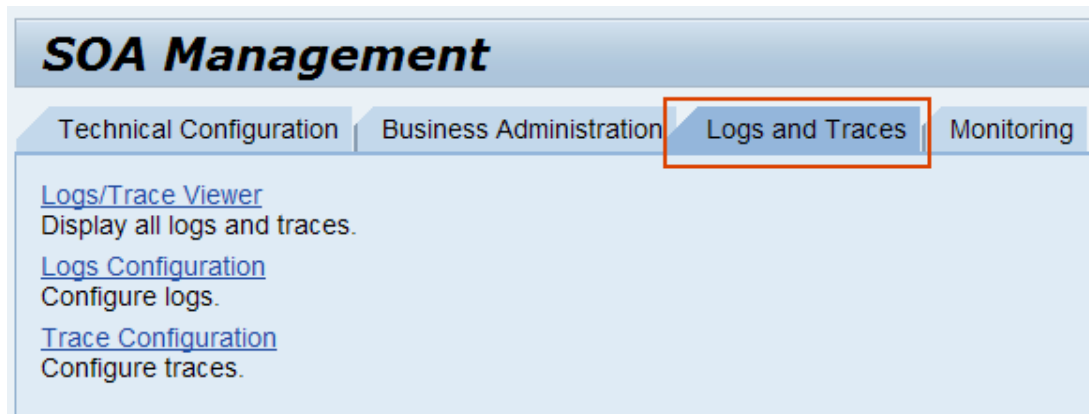 SOA Management
Technical Configuration Business Administration Logs and Traces Monitoring
Logs/Trace Viewer
Display all logs and traces.
Logs Configuration
Configure logs.
Trace Configuration
Configure traces.